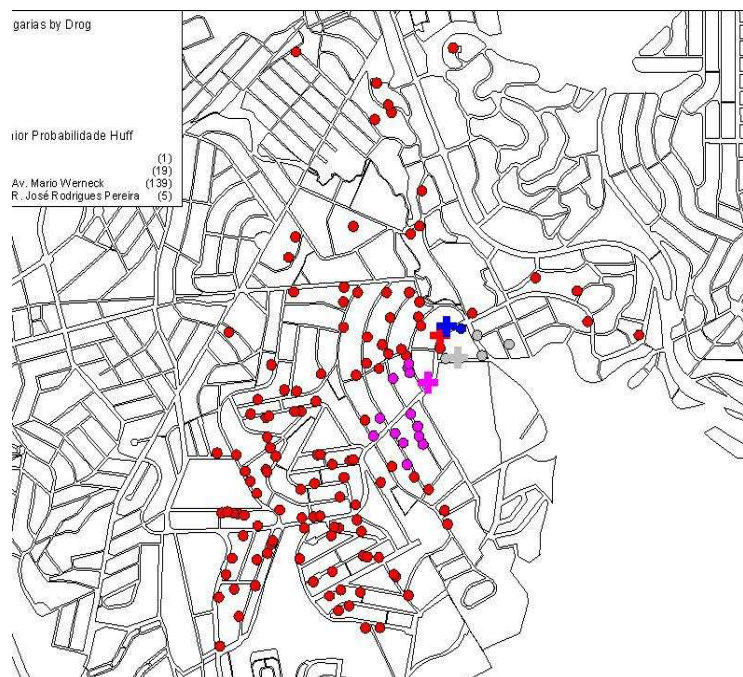 garias by Drog
ior Probabilidade Huff
(1)
(19)
Av. Mario Werneck (139)
R. José Rodrigues Pereira (5)